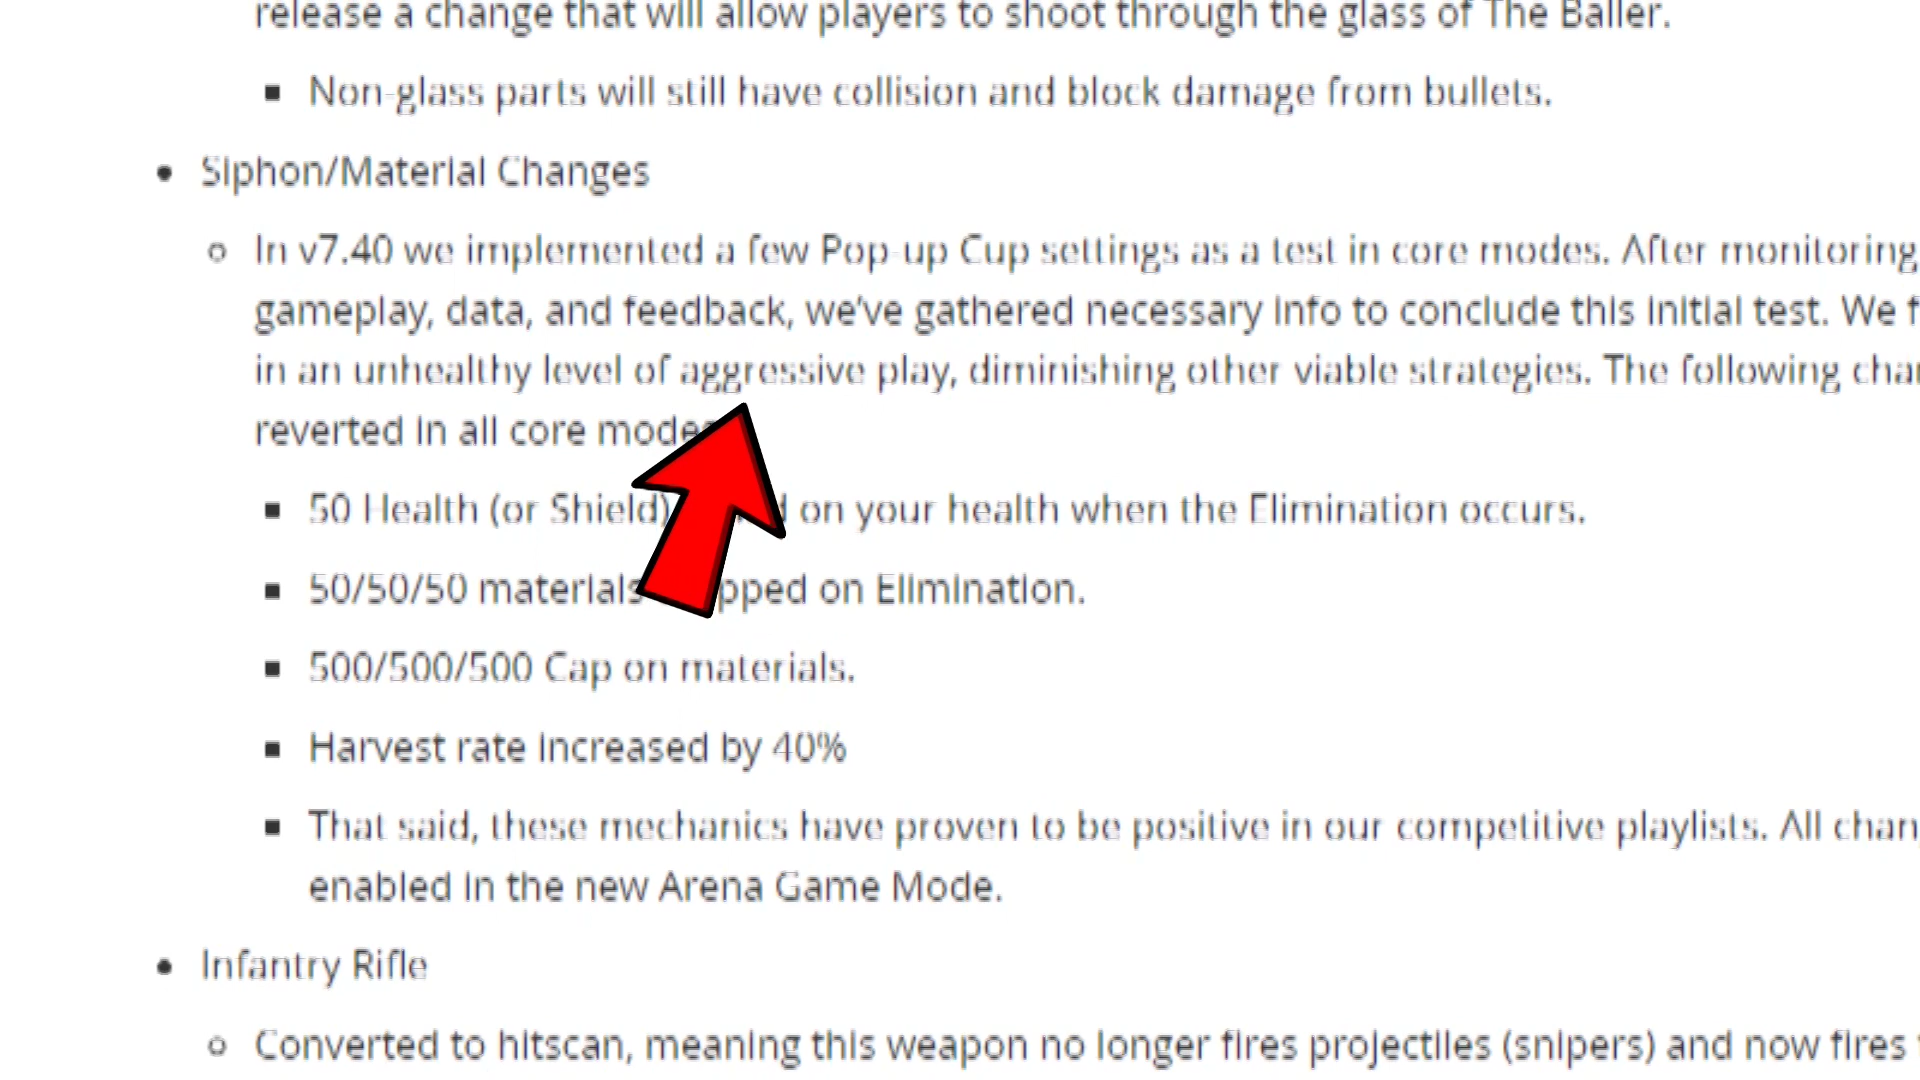 release a change that will allow players to shoot through the glass of The Baller.
Non-glass parts will still have collision and block damage from bullets.
Siphon/Material Changes
In v7.40 we implemented a few Pop-up Cup settings as a test in core modes. After monitoring
gameplay, data, and feedback, we've gathered necessary info to conclude this initial test. We
in an unhealthy level of aggressive play, diminishing other viable strategies. The following
reverted in all core modes
50 Health (or Shield) on your health when the Elimination occurs.
50/50/50 materials on Elimination.
500/500/500 Cap on materials.
Harvest rate increased by 40%
That said, these mechanics have proven to be positive in our competitive playlists. All
enabled in the new Arena Game Mode.
Infantry Rifle
Converted to hitscan, meaning this weapon no longer fires projectiles (snipers) and now fires